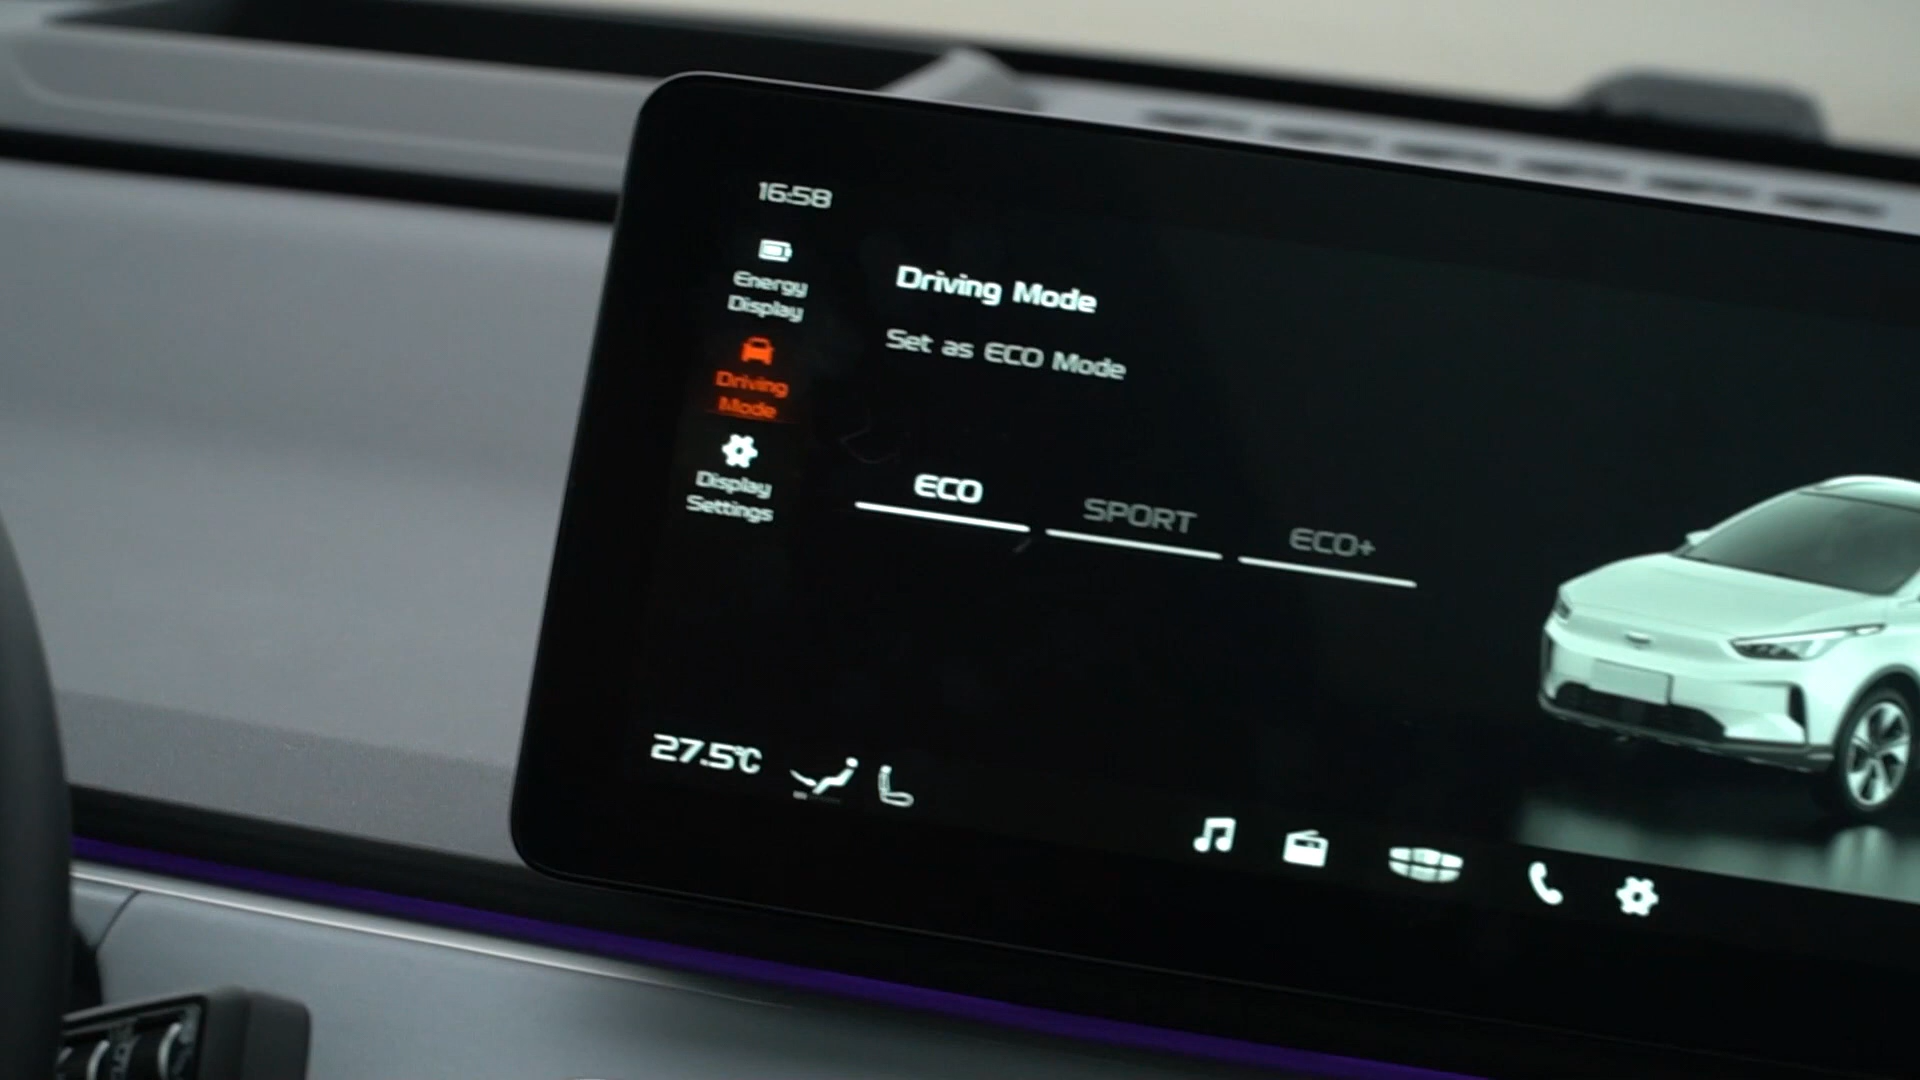 16:58
Energy
Display
Driving
Mode
Display
Settings
Driving Mode
Set as ECO Mode
ECO
SPORT
ECO+
27.5℃